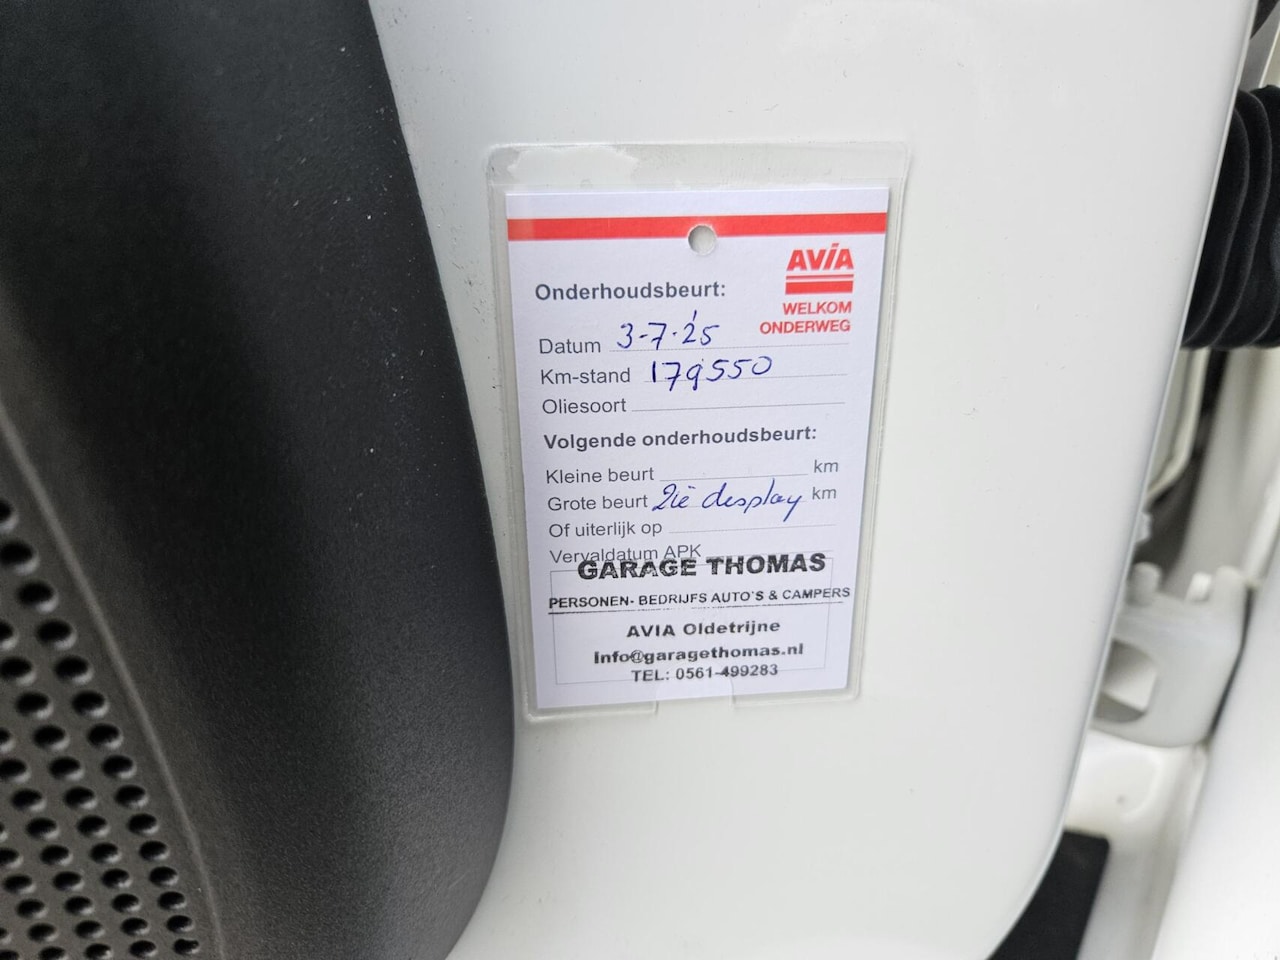 AVIA
WELKOM
ONDERWEG
Onderhoudsbeurt:
Datum 3-7-'25
Km-stand 179550
Oliesoort
Volgende onderhoudsbeurt:
Kleine beurt km
Grote beurt zie display km
Of uiterlijk op
Vervaldatum APK
GARAGE THOMAS
PERSONEN- BEDRIJFS AUTO'S & CAMPERS
AVIA Oldetrijne
Info@garagethomas.nl
TEL: 0561-499283